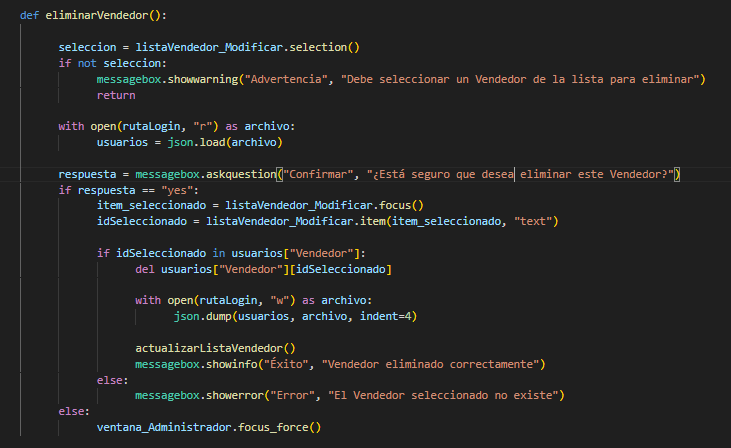 def eliminarVendedor():
seleccion = listaVendedor_Modificar.selection()
if not seleccion:
messagebox.showwarning("Advertencia", "Debe seleccionar un Vendedor de la lista para eliminar")
return
with open(rutaLogin, "r") as archivo:
usuarios = json.load(archivo)
respuesta = messagebox.askquestion("Confirmar", "¿Está seguro que desea eliminar este Vendedor?")
if respuesta == "yes":
item_seleccionado = listaVendedor_Modificar.focus()
idSeleccionado = listaVendedor_Modificar.item(item_seleccionado, "text")
if idSeleccionado in usuarios["Vendedor"]:
del usuarios["Vendedor"][idSeleccionado]
with open(rutaLogin, "w") as archivo:
json.dump(usuarios, archivo, indent=4)
actualizarListaVendedor()
messagebox.showinfo("Éxito", "Vendedor eliminado correctamente")
else:
messagebox.showerror("Error", "El Vendedor seleccionado no existe")
else:
ventana_Administrador.focus_force()